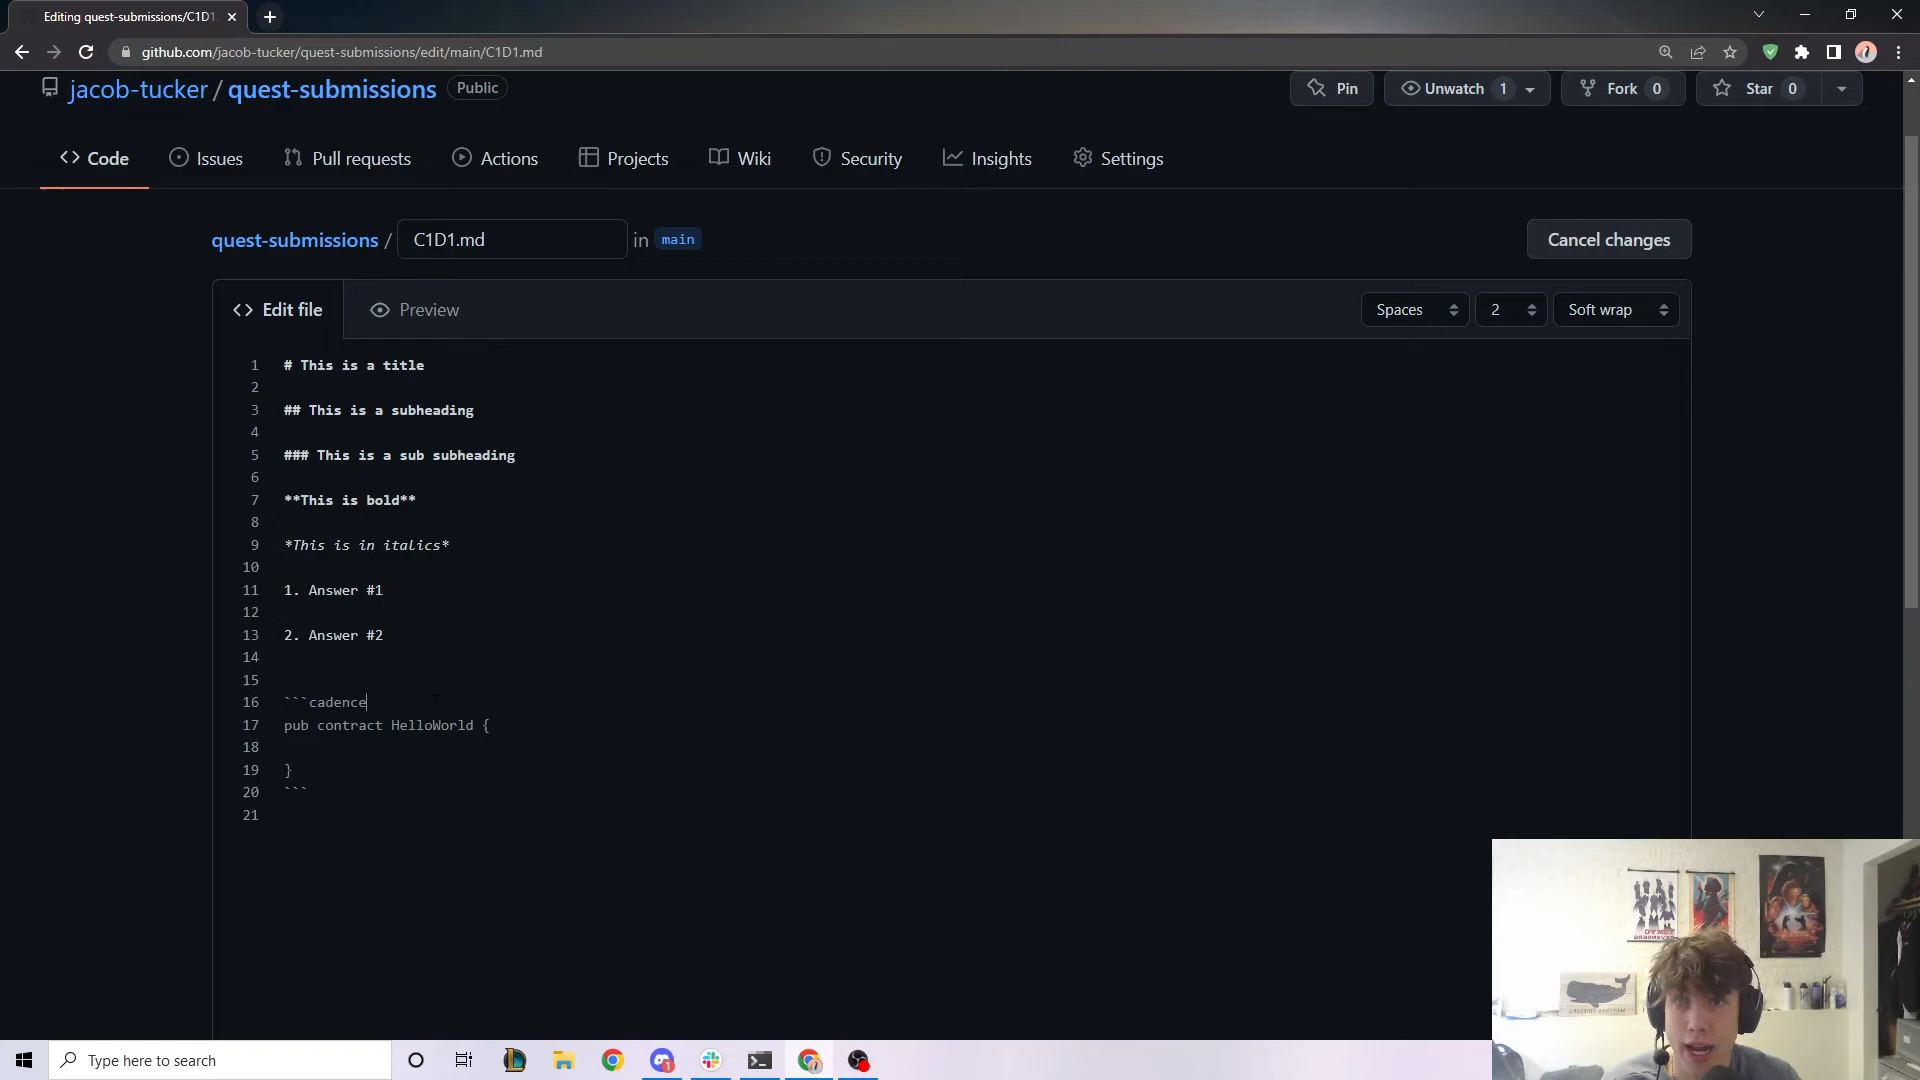 Editing quest-submissions/C1D1.
github.com/jacob-tucker/quest-submissions/edit/main/C1D1.md
jacob-tucker / quest-submissions Public
Pin
Unwatch 1
Fork 0
Star 0
<> Code
Issues
Pull requests
Actions
Projects
Wiki
Security
Insights
Settings
quest-submissions / C1D1.md in main
Cancel changes
<> Edit file
Preview
Spaces
2
Soft wrap
1 # This is a title
2
3 ## This is a subheading
4
5 ### This is a sub subheading
6
7 **This is bold**
8
9 *This is in italics*
10
11 1. Answer #1
12
13 2. Answer #2
14
15
16 ```cadence
17 pub contract HelloWorld {
18
19 }
20 ```
21
Type here to search
1